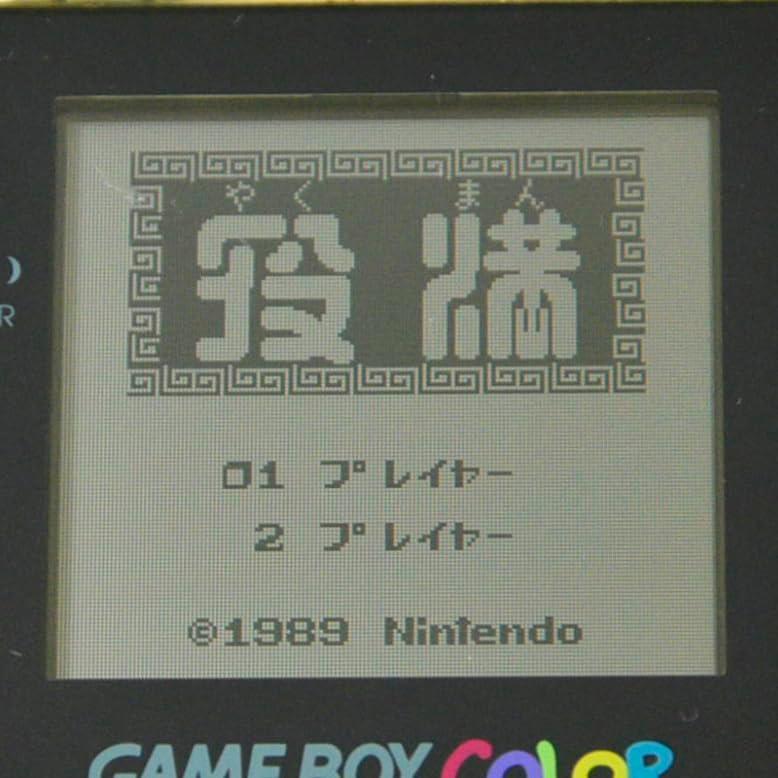 やく まん
役満
01 プレイヤー
2 プレイヤー
©1989 Nintendo
R
GAME BOY COLOR